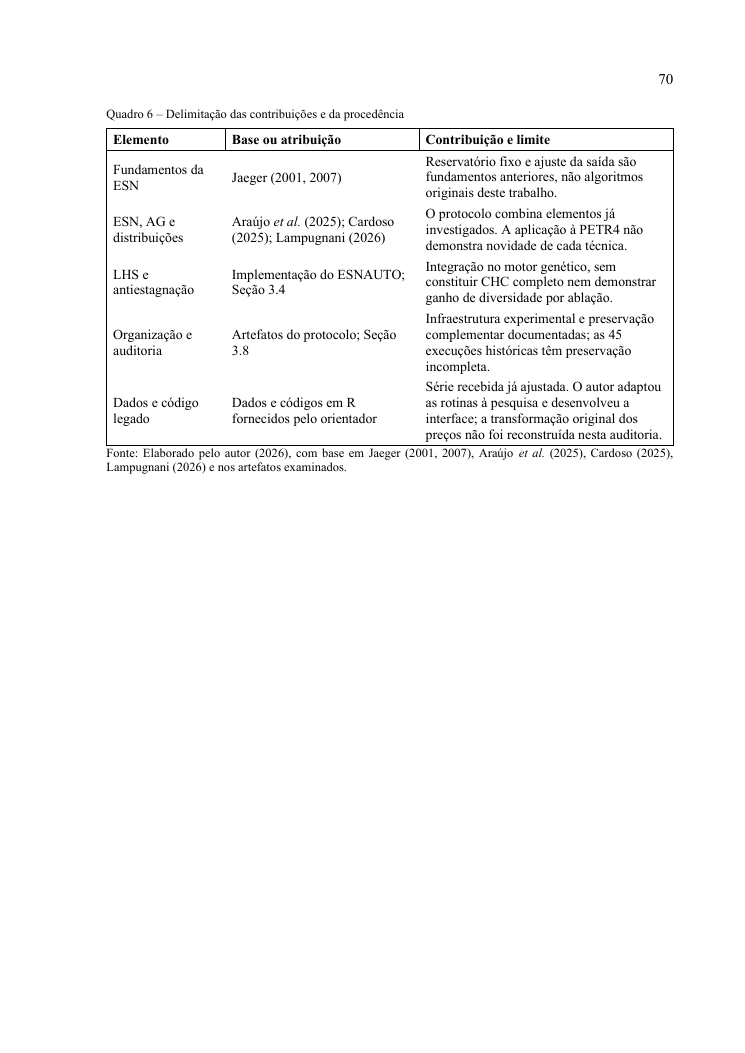 70
Quadro 6 – Delimitação das contribuições e da procedência
Elemento
Base ou atribuição
Contribuição e limite
Fundamentos da
ESN
Jaeger (2001, 2007)
Reservatório fixo e ajuste da saída são
fundamentos anteriores, não algoritmos
originais deste trabalho.
ESN, AG e
distribuições
Araújo et al. (2025); Cardoso
(2025); Lampugnani (2026)
O protocolo combina elementos já
investigados. A aplicação à PETR4 não
demonstra novidade de cada técnica.
LHS e
antiestagnação
Implementação do ESNAUTO;
Seção 3.4
Integração no motor genético, sem
constituir CHC completo nem demonstrar
ganho de diversidade por ablação.
Organização e
auditoria
Artefatos do protocolo; Seção
3.8
Infraestrutura experimental e preservação
complementar documentadas; as 45
execuções históricas têm preservação
incompleta.
Dados e código
legado
Dados e códigos em R
fornecidos pelo orientador
Série recebida já ajustada. O autor adaptou
as rotinas à pesquisa e desenvolveu a
interface; a transformação original dos
preços não foi reconstruída nesta auditoria.
Fonte: Elaborado pelo autor (2026), com base em Jaeger (2001, 2007), Araújo et al. (2025), Cardoso (2025),
Lampugnani (2026) e nos artefatos examinados.